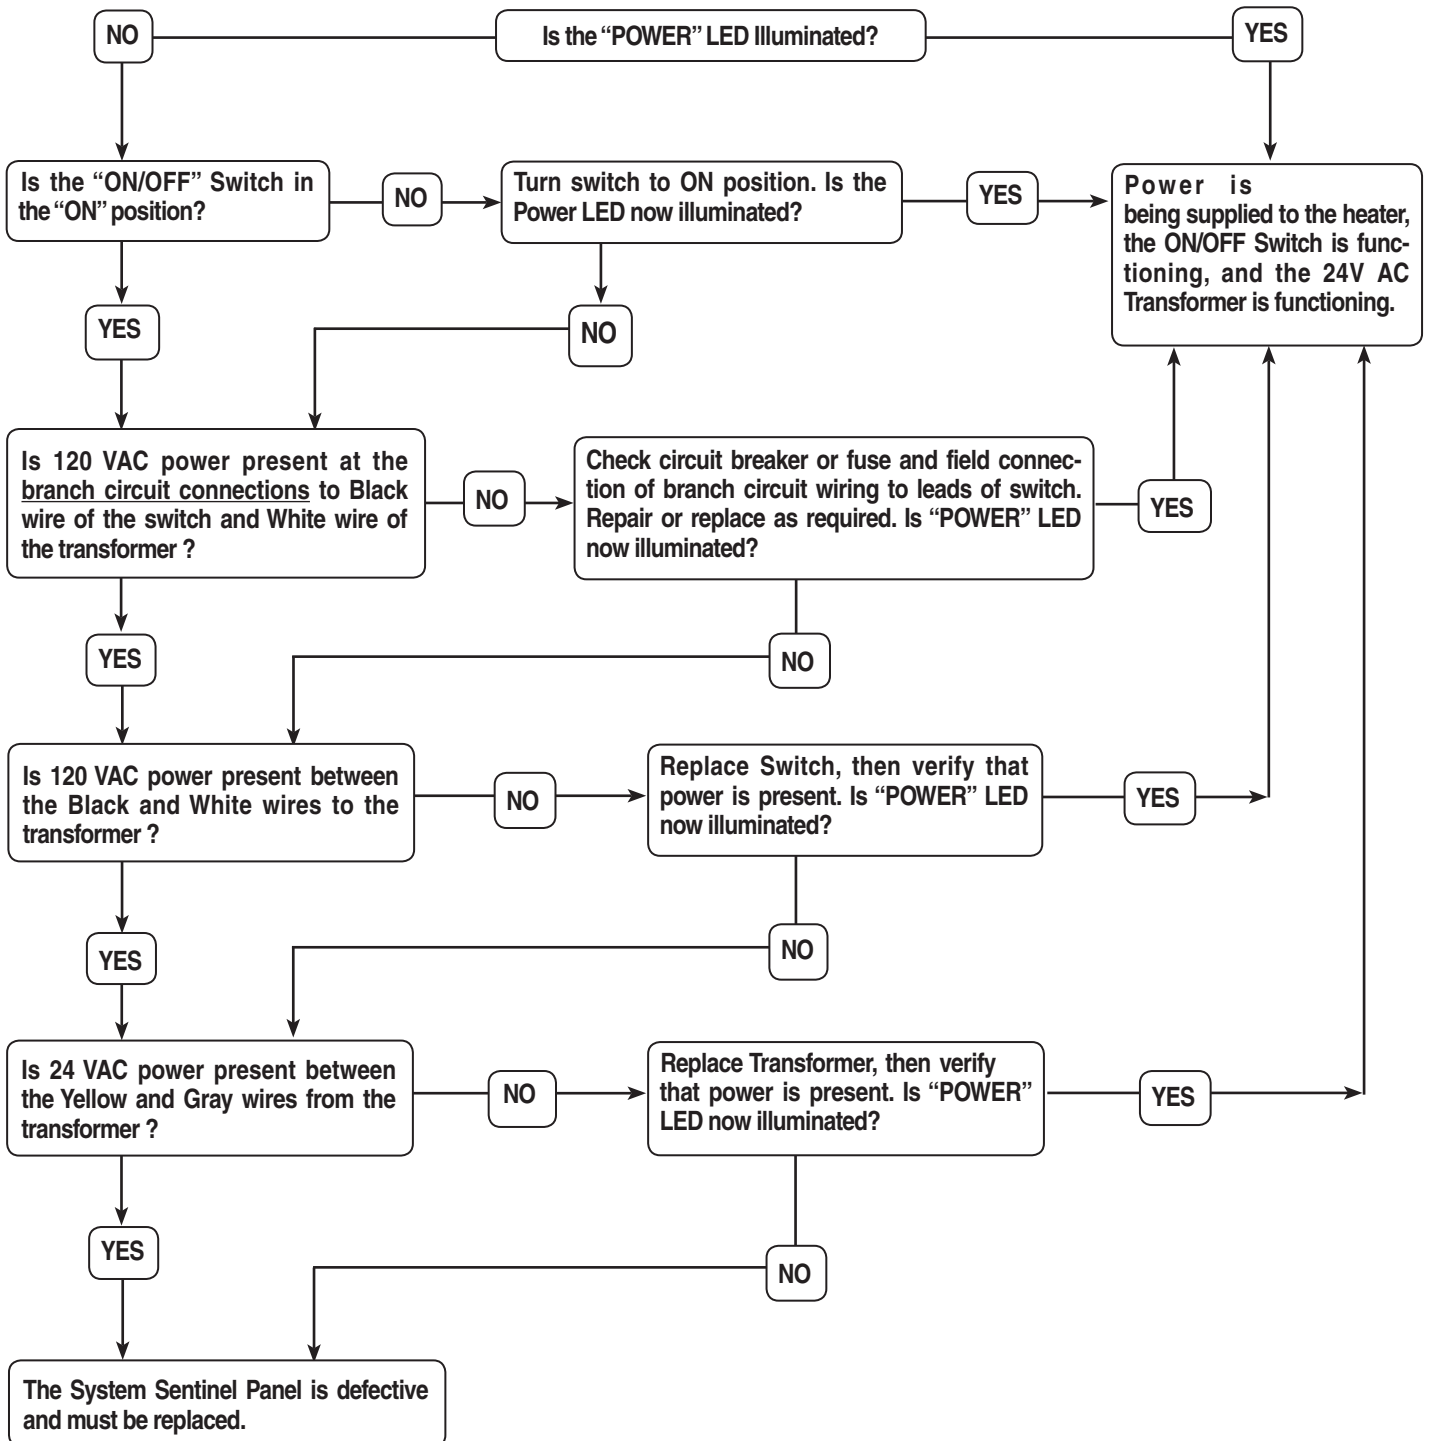 NO
Is the “POWER” LED Illuminated?
YES
Is the “ON/OFF” Switch in
the “ON” position?
NO
Turn switch to ON position. Is the
Power LED now illuminated?
YES
Power is
being supplied to the heater,
the ON/OFF Switch is func-
tioning, and the 24V AC
Transformer is functioning.
YES
NO
Is 120 VAC power present at the
branch circuit connections to Black
wire of the switch and White wire of
the transformer ?
NO
Check circuit breaker or fuse and field connec-
tion of branch circuit wiring to leads of switch.
Repair or replace as required. Is “POWER” LED
now illuminated?
YES
YES
NO
Is 120 VAC power present between
the Black and White wires to the
transformer ?
NO
Replace Switch, then verify that
power is present. Is “POWER” LED
now illuminated?
YES
YES
NO
Is 24 VAC power present between
the Yellow and Gray wires from the
transformer ?
NO
Replace Transformer, then verify
that power is present. Is “POWER”
LED now illuminated?
YES
YES
NO
The System Sentinel Panel is defective
and must be replaced.